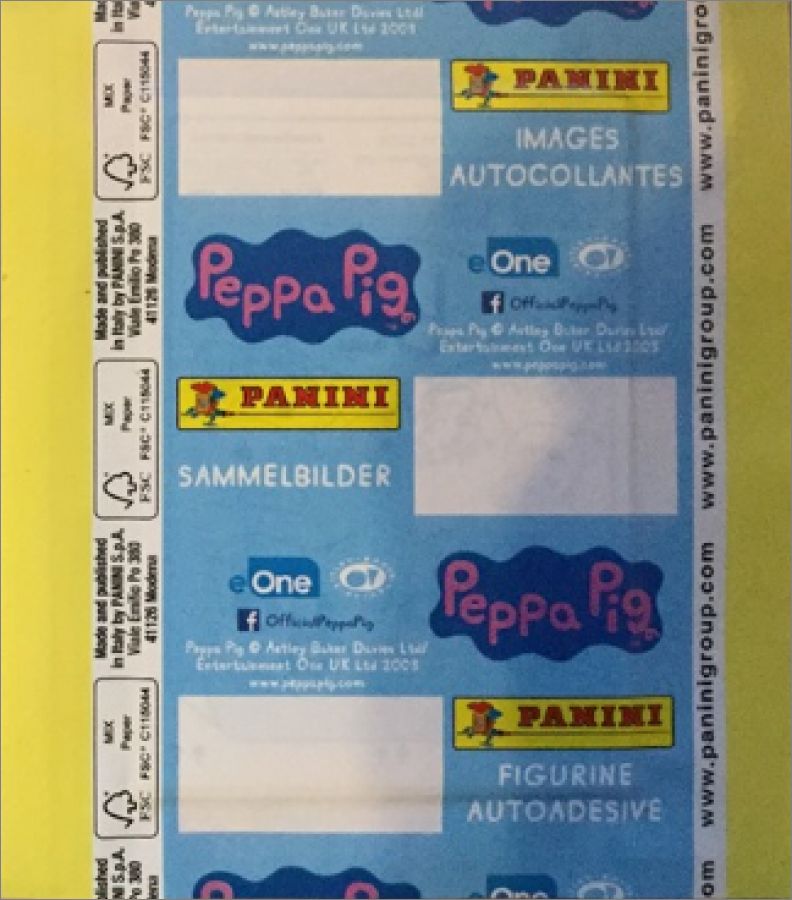 Peppa Pig © Astley Baker Davies Ltd/
Entertainment One UK Ltd 2003
www.peppapig.com
PANINI
IMAGES
AUTOCOLLANTES
Peppa Pig
eOne
OfficialPeppaPig
Peppa Pig © Astley Baker Davies Ltd/
Entertainment One UK Ltd 2003
www.peppapig.com
PANINI
SAMMELBILDER
eOne
OfficialPeppaPig
Peppa Pig © Astley Baker Davies Ltd/
Entertainment One UK Ltd 2003
www.peppapig.com
Peppa Pig
PANINI
FIGURINE
AUTOADESIVE
eOne
MIX
Paper
FSC® C115044
FSC
Made and published
in Italy by PANINI S.p.A.
Viale Emilio Po 380
41126 Modena
MIX
Paper
FSC® C115044
FSC
Made and published
in Italy by PANINI S.p.A.
Viale Emilio Po 380
41126 Modena
MIX
Paper
FSC® C115044
FSC
www.paninigro
www.paninigroup.com
www.paninigroup.com
om